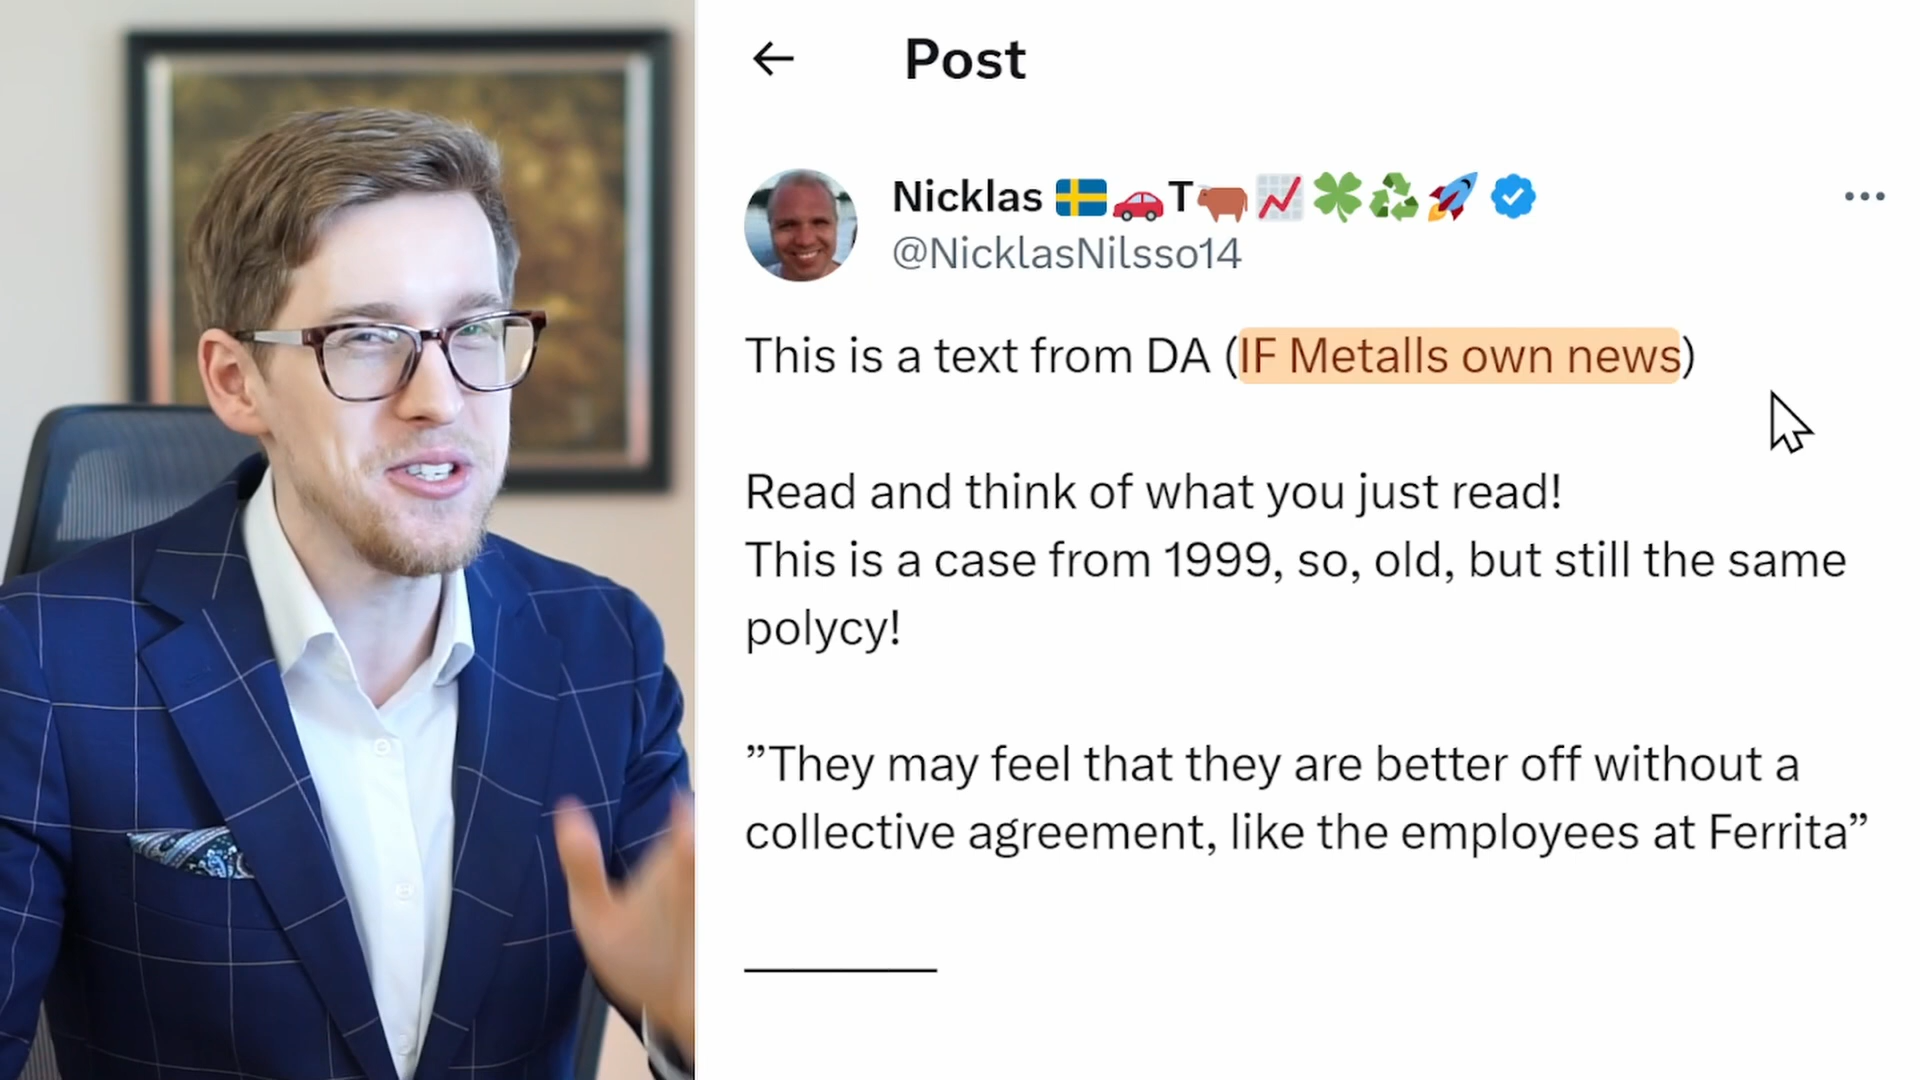 Post
Nicklas 🇸🇪🚗T🐂📈🍀♻️🚀
@NicklasNilsso14
This is a text from DA (IF Metalls own news)
Read and think of what you just read!
This is a case from 1999, so, old, but still the same
polycy!
”They may feel that they are better off without a
collective agreement, like the employees at Ferrita”